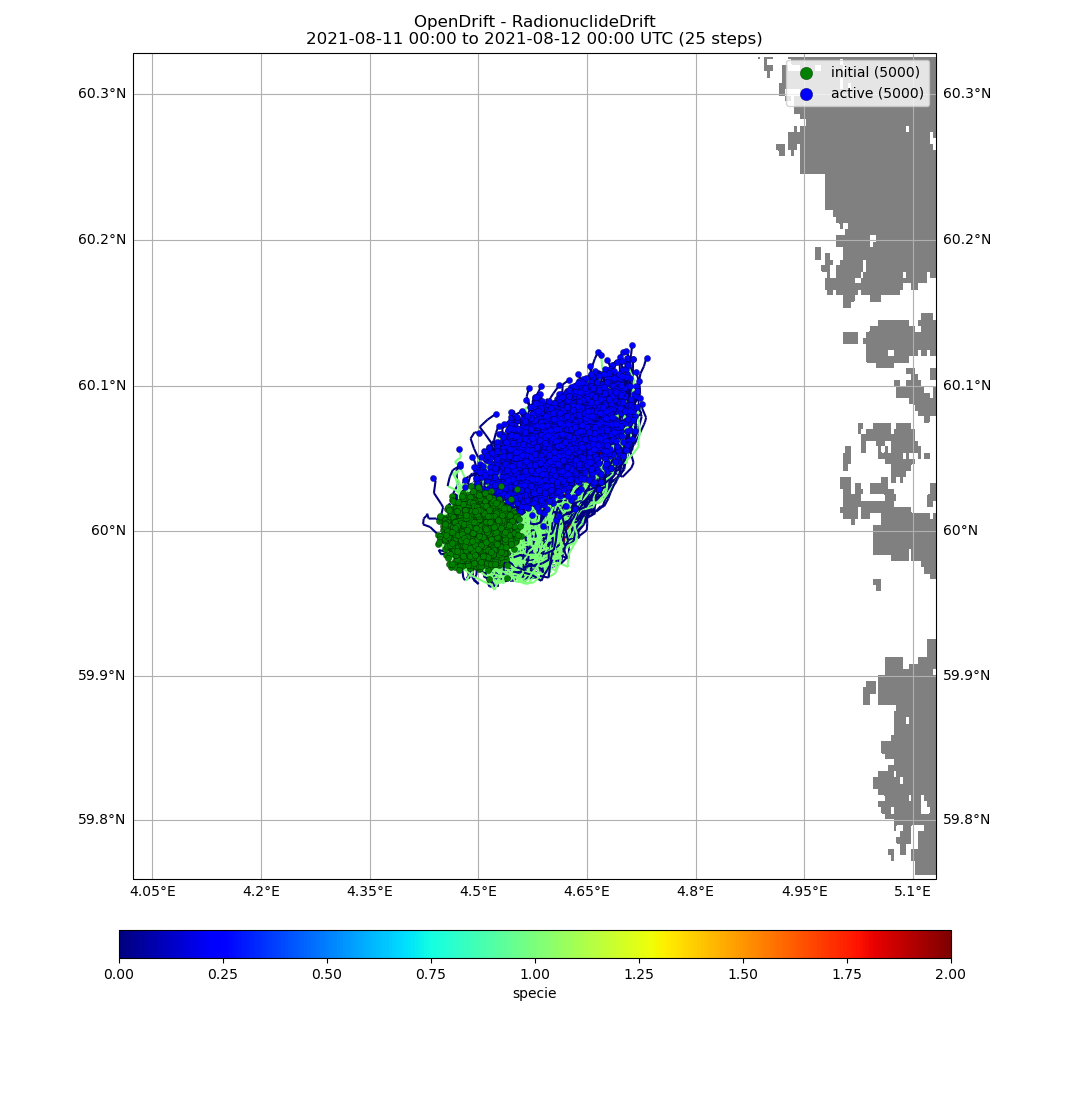 OpenDrift - RadionuclideDrift
2021-08-11 00:00 to 2021-08-12 00:00 UTC (25 steps)
initial (5000)
active (5000)
60.3°N 60.3°N
60.2°N 60.2°N
60.1°N 60.1°N
60°N 60°N
59.9°N 59.9°N
59.8°N 59.8°N
4.05°E 4.2°E 4.35°E 4.5°E 4.65°E 4.8°E 4.95°E 5.1°E
0.00 0.25 0.50 0.75 1.00 1.25 1.50 1.75 2.00
specie